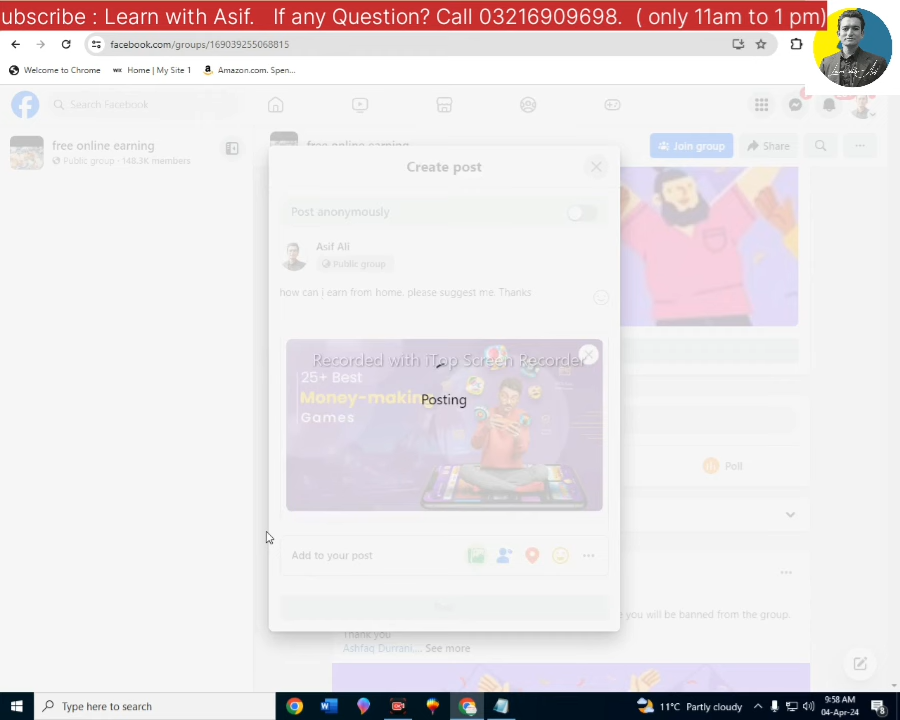 ubscribe : Learn with Asif. If any Question? Call 03216909698. ( only 11am to 1 pm)
facebook.com/groups/169039255068815
Welcome to Chrome
Home | My Site 1
Amazon.com. Spen...
Search Facebook
free online earning
Public group · 148.3K members
free online earning
Join group
Share
Create post
Post anonymously
Asif Ali
Public group
how can i earn from home. please suggest me. Thanks
Recorded with iTop Screen Recorder
25+ Best
Money-making
Games
Posting
Poll
Add to your post
e you will be banned from the group.
Thank you
Ashfaq Durrani... See more
Type here to search
11°C Partly cloudy
9:58 AM
04-Apr-24